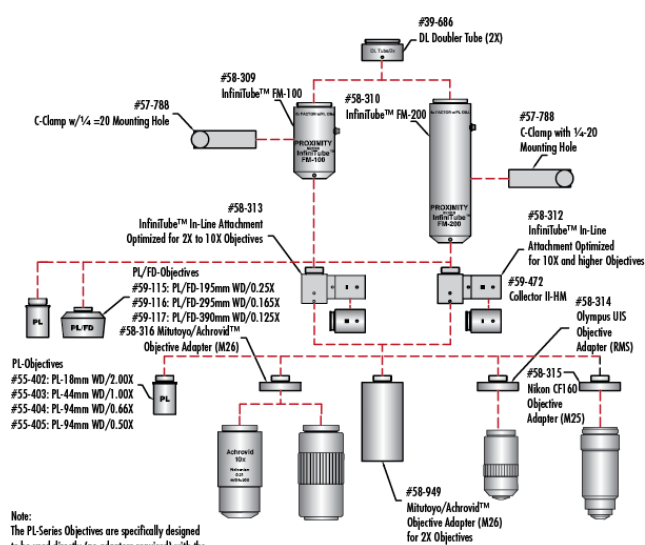 #39-686
DL Doubler Tube (2X)
#58-309
InfiniTube™ FM-100
#58-310
InfiniTube™ FM-200
#57-788
C-Clamp w/¼ =20 Mounting Hole
#57-788
C-Clamp with ¼-20
Mounting Hole
PROXIMITY
InfiniTube™
FM-100
PROXIMITY
InfiniTube™
FM-200
#58-313
InfiniTube™ In-Line Attachment
Optimized for 2X to 10X Objectives
#58-312
InfiniTube™ In-Line
Attachment Optimized
for 10X and higher Objectives
#59-472
Collector II-HM
PL
PL/FD
PL/FD-Objectives
#59-115: PL/FD-195mm WD/0.25X
#59-116: PL/FD-295mm WD/0.165X
#59-117: PL/FD-390mm WD/0.125X
#58-316 Mitutoyo/Achrovid™
Objective Adapter (M26)
#58-314
Olympus UIS
Objective
Adapter (RMS)
#58-315
Nikon CF160
Objective
Adapter (M25)
PL-Objectives
#55-402: PL-18mm WD/2.00X
#55-403: PL-44mm WD/1.00X
#55-404: PL-94mm WD/0.66X
#55-405: PL-94mm WD/0.50X
PL
Achrovid
10x
#58-949
Mitutoyo/Achrovid™
Objective Adapter (M26)
for 2X Objectives
Note:
The PL-Series Objectives are specifically designed